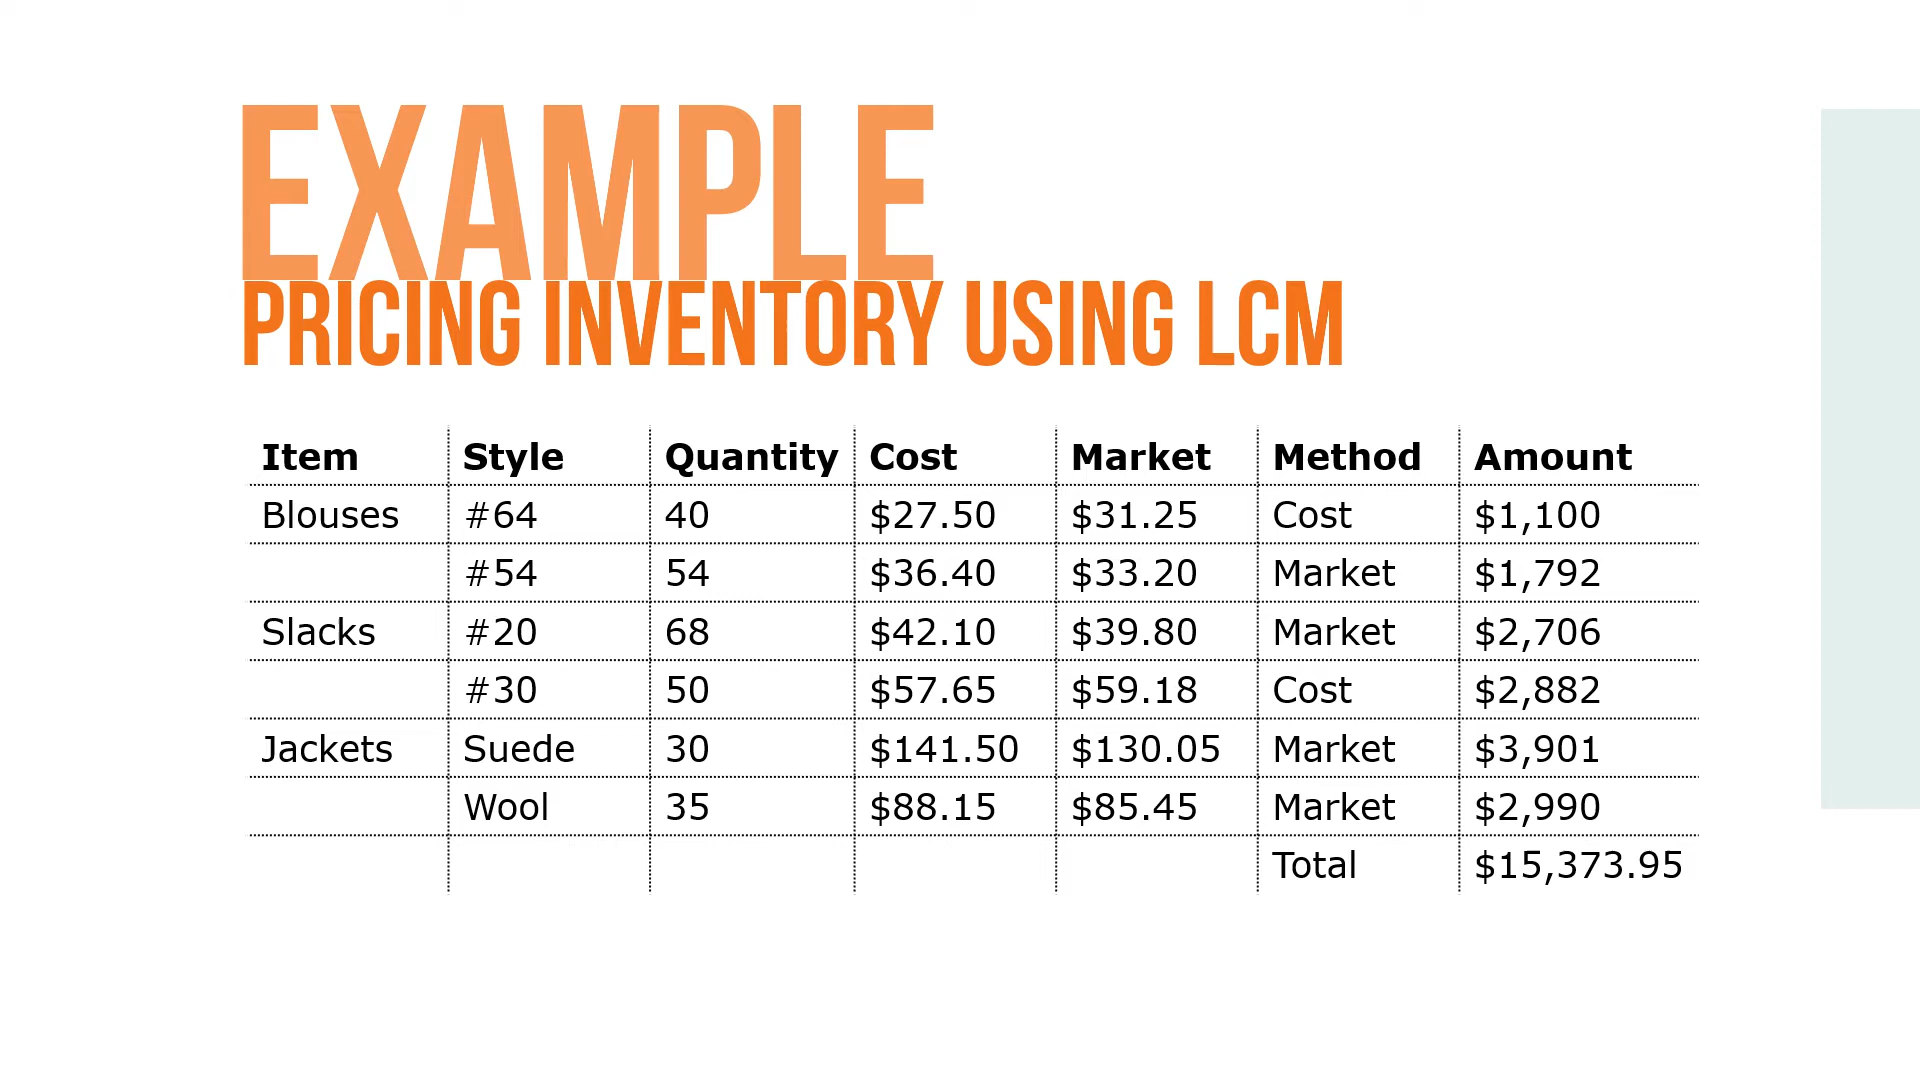 EXAMPLE
PRICING INVENTORY USING LCM
Item Style Quantity Cost Market Method Amount
Blouses #64 40 $27.50 $31.25 Cost $1,100
#54 54 $36.40 $33.20 Market $1,792
Slacks #20 68 $42.10 $39.80 Market $2,706
#30 50 $57.65 $59.18 Cost $2,882
Jackets Suede 30 $141.50 $130.05 Market $3,901
Wool 35 $88.15 $85.45 Market $2,990
Total $15,373.95